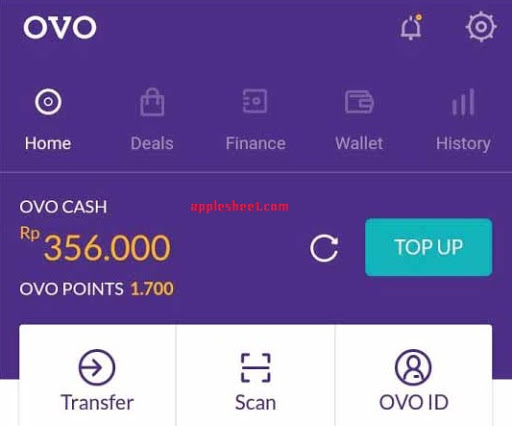 OVO
Home Deals Finance Wallet History
OVO CASH
applesheet.com
Rp 356.000
TOP UP
OVO POINTS 1.700
Transfer Scan OVO ID